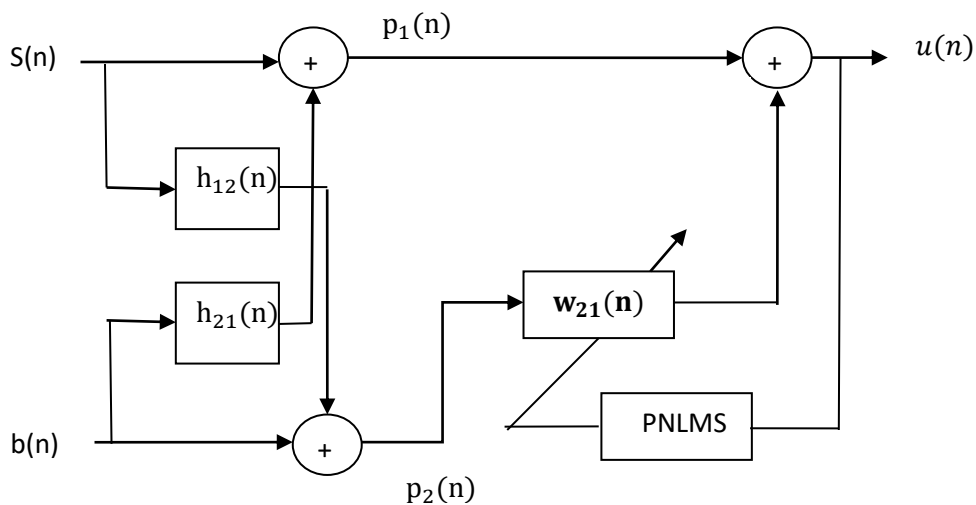 p₁(n)
u(n)
S(n)
+
+
h₁₂(n)
h₂₁(n)
w₂₁(n)
PNLMS
b(n)
+
p₂(n)